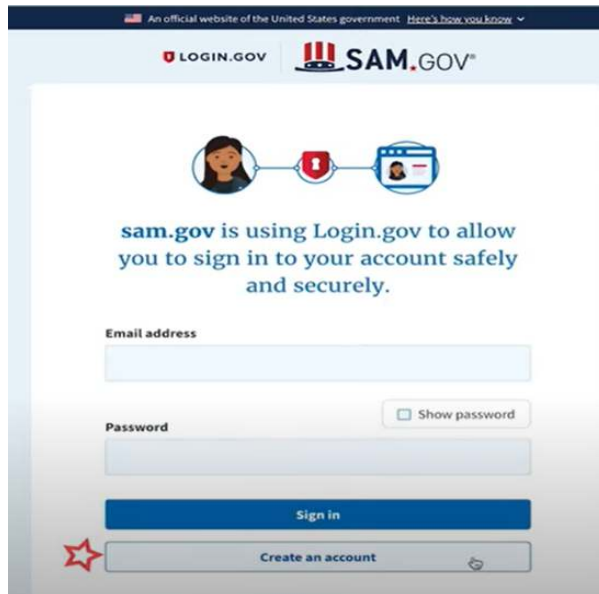 An official website of the United States government Here's how you know
LOGIN.GOV SAM.GOV®
sam.gov is using Login.gov to allow
you to sign in to your account safely
and securely.
Email address
Show password
Password
Sign in
Create an account